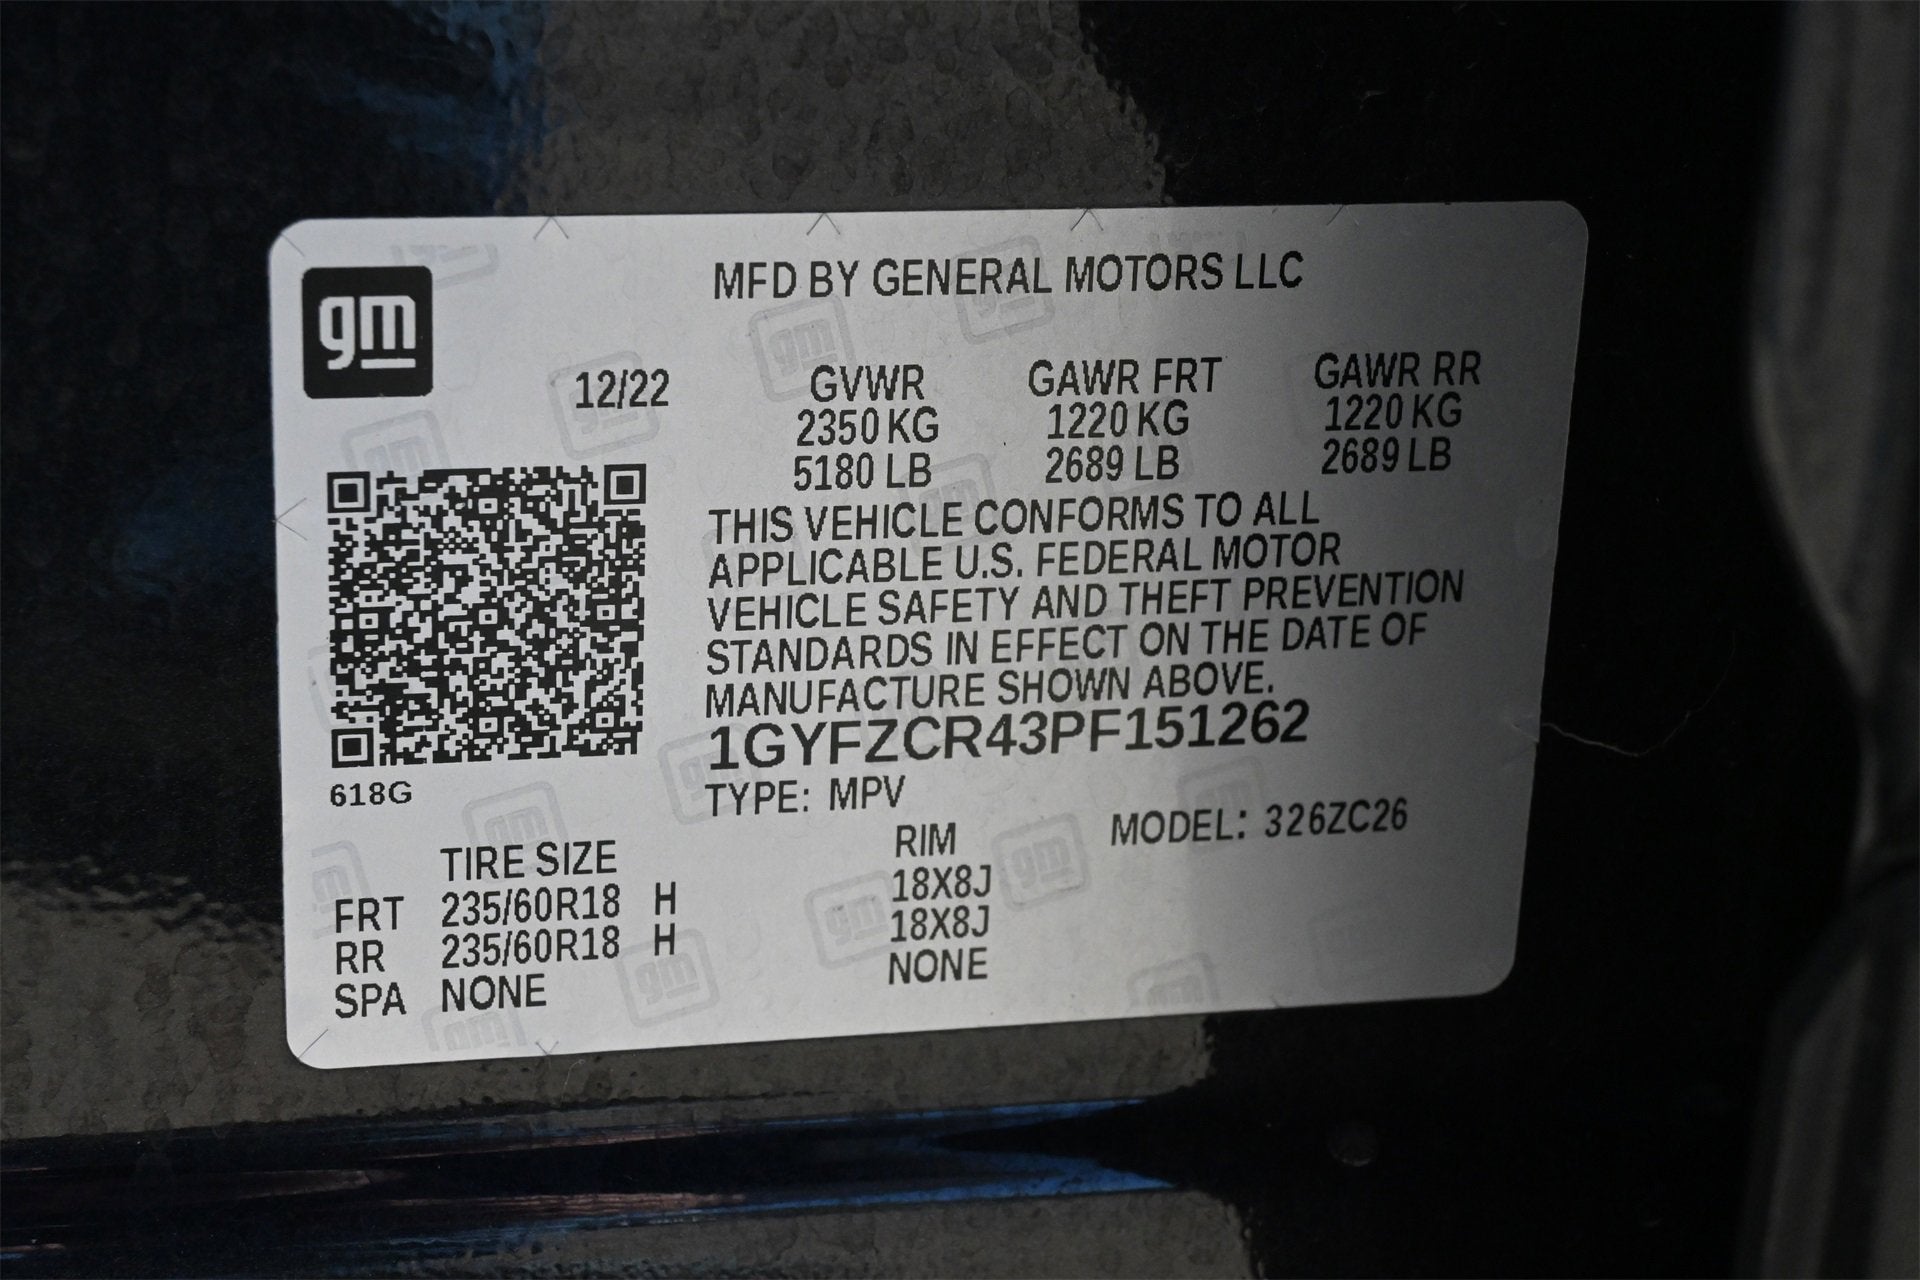 gm
MFD BY GENERAL MOTORS LLC
12/22 GVWR GAWR FRT GAWR RR
2350 KG 1220 KG 1220 KG
5180 LB 2689 LB 2689 LB
THIS VEHICLE CONFORMS TO ALL
APPLICABLE U.S. FEDERAL MOTOR
VEHICLE SAFETY AND THEFT PREVENTION
STANDARDS IN EFFECT ON THE DATE OF
MANUFACTURE SHOWN ABOVE.
1GYFZCR43PF151262
618G
TYPE: MPV
MODEL: 326ZC26
TIRE SIZE RIM
FRT 235/60R18 H 18X8J
RR 235/60R18 H 18X8J
SPA NONE NONE